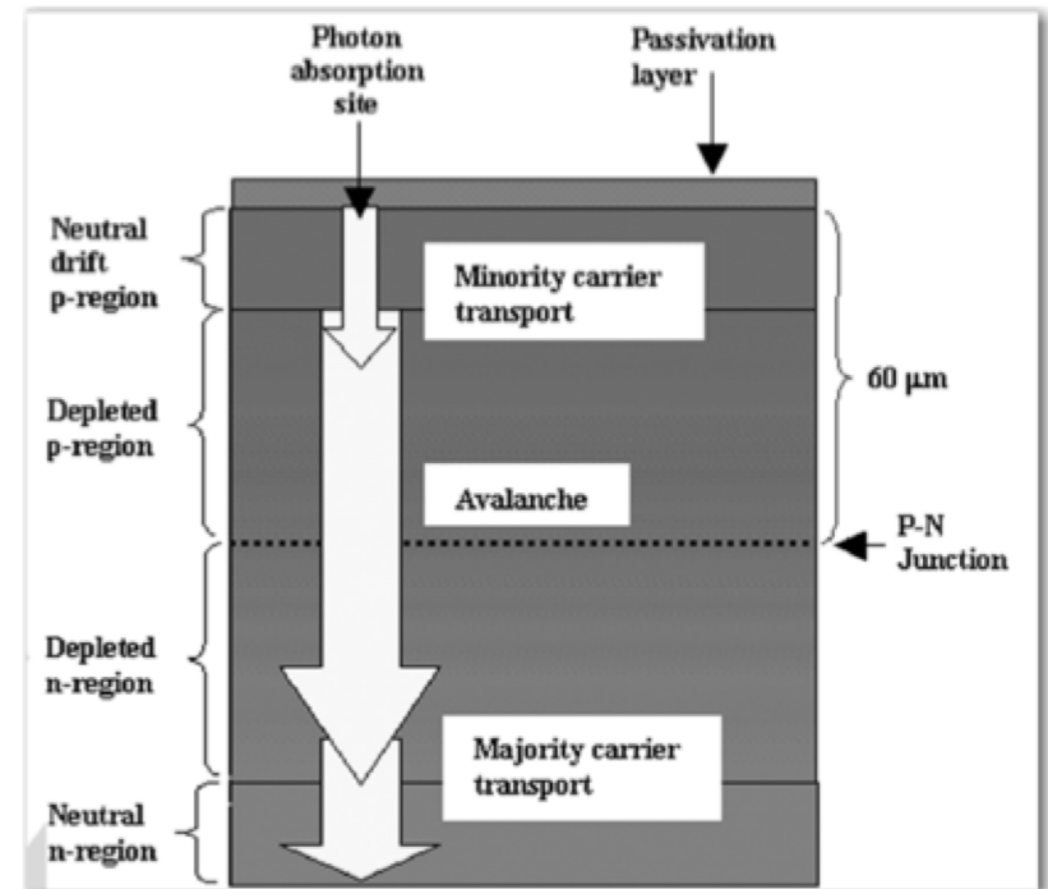 Photon
absorption
site
Passivation
layer
Neutral
drift
p-region
Minority carrier
transport
60 μm
Depleted
p-region
Avalanche
P-N
Junction
Depleted
n-region
Majority carrier
transport
Neutral
n-region